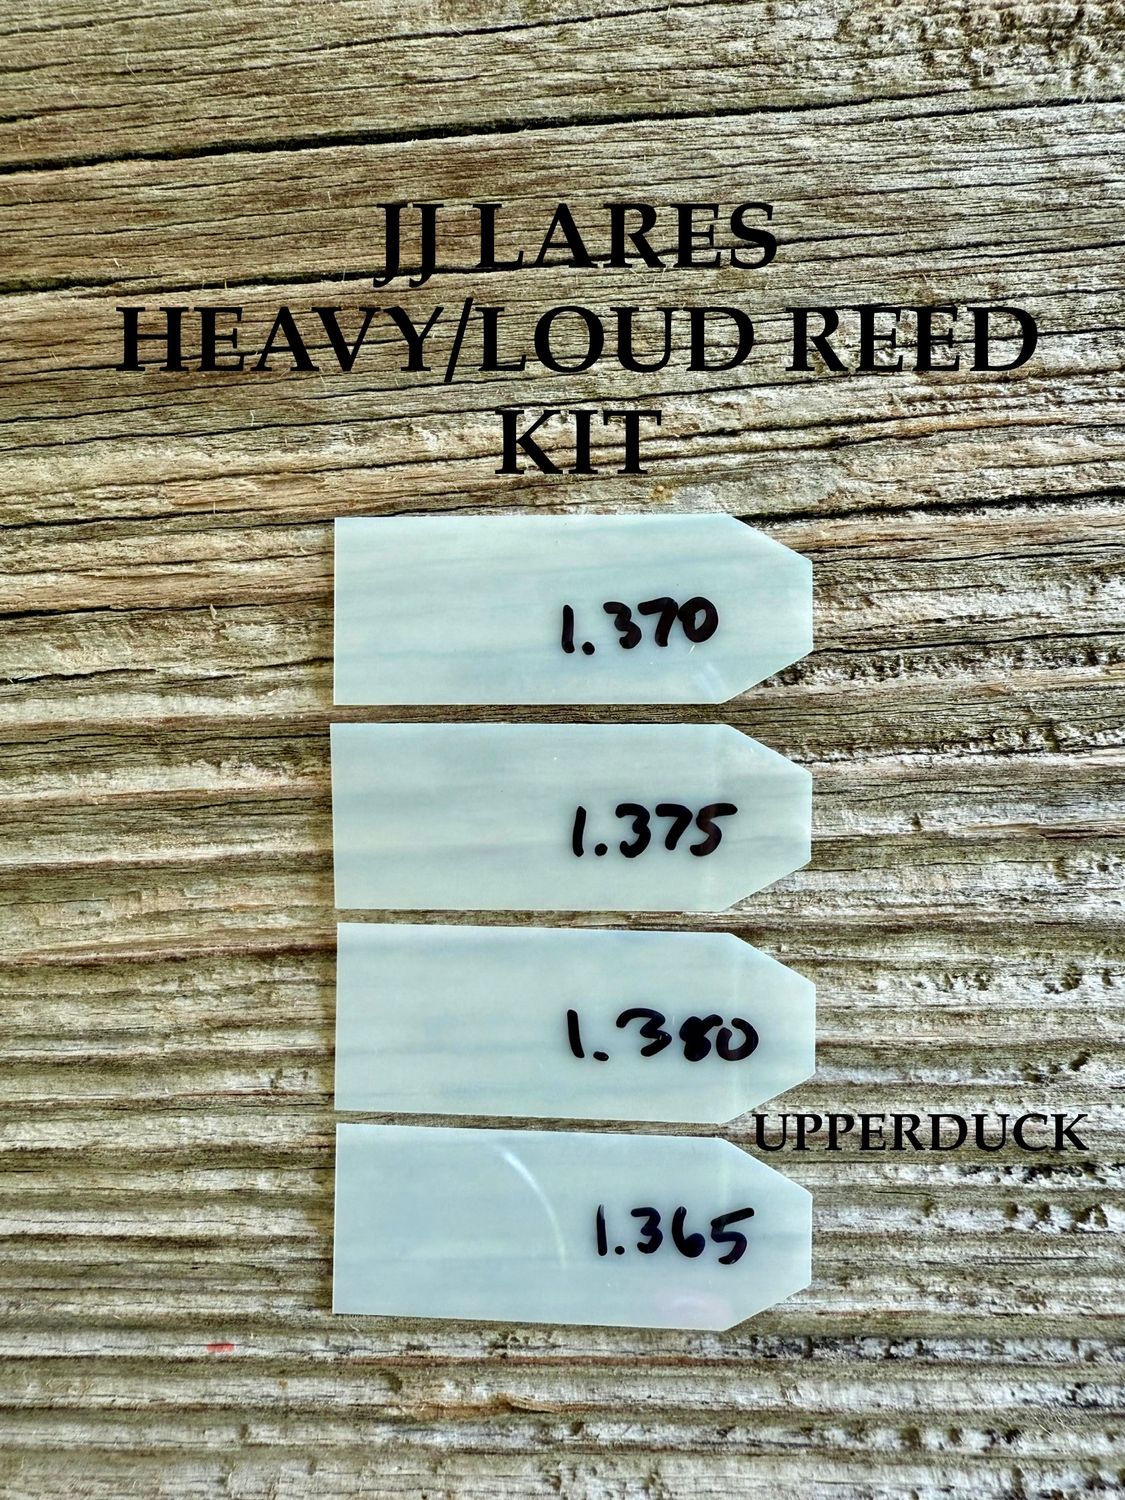 JJ LARES
HEAVY/LOUD REED
KIT
1.370
1.375
1.380
UPPERDUCK
1.365